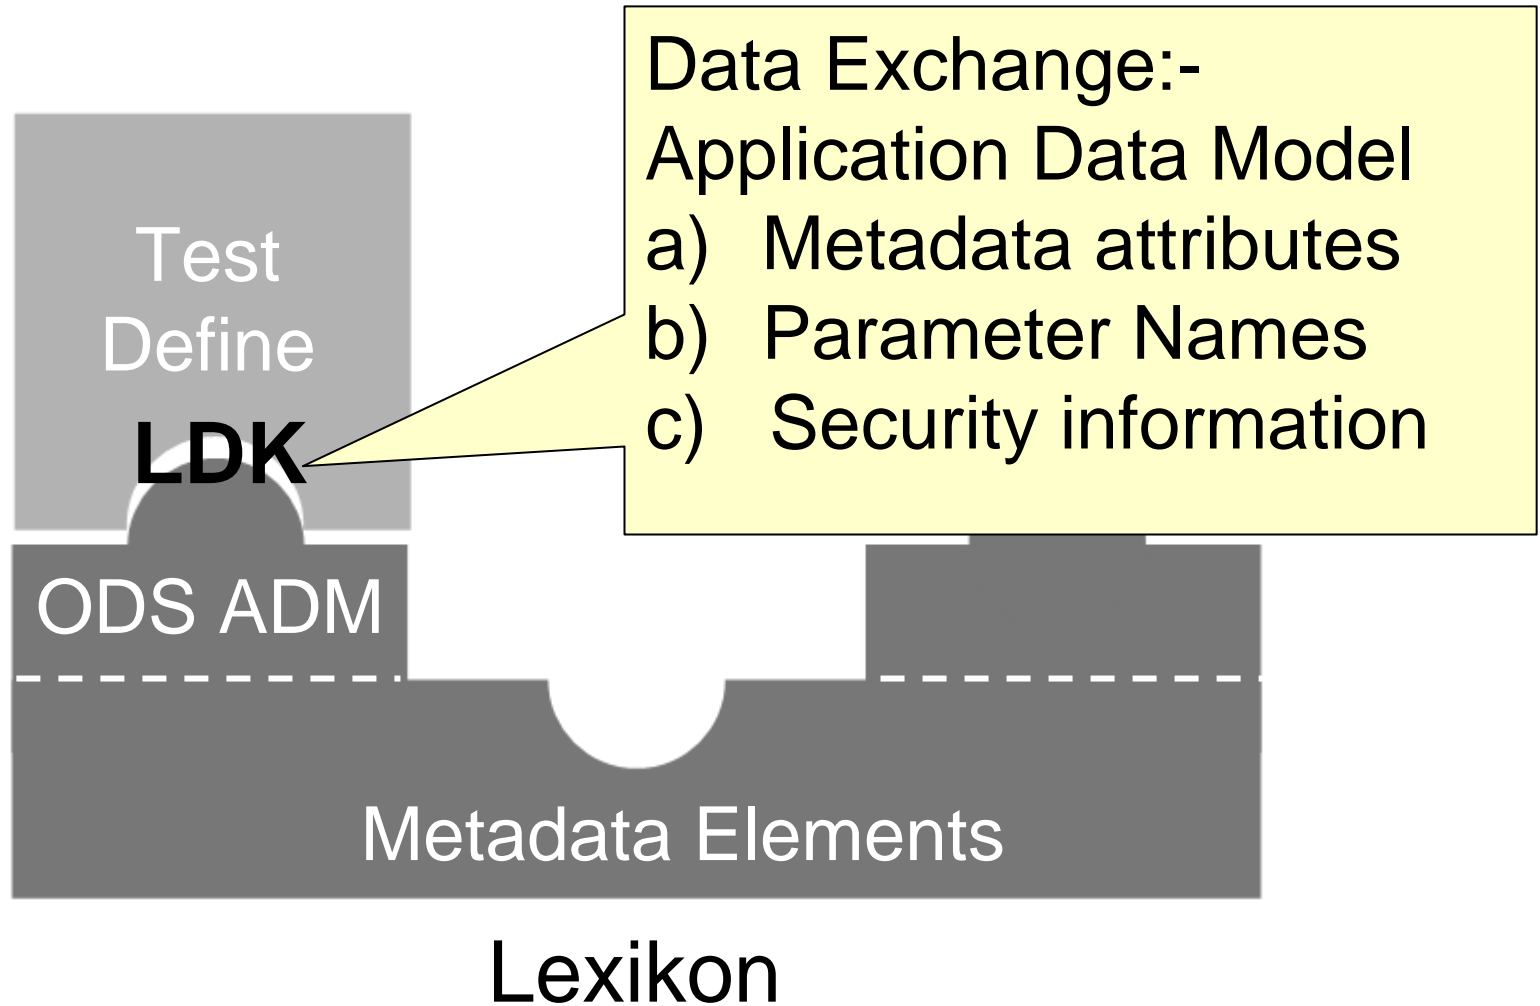 Data Exchange:-
Application Data Model
a) Metadata attributes
b) Parameter Names
c) Security information
Test
Define
LDK
ODS ADM
Metadata Elements
Lexikon